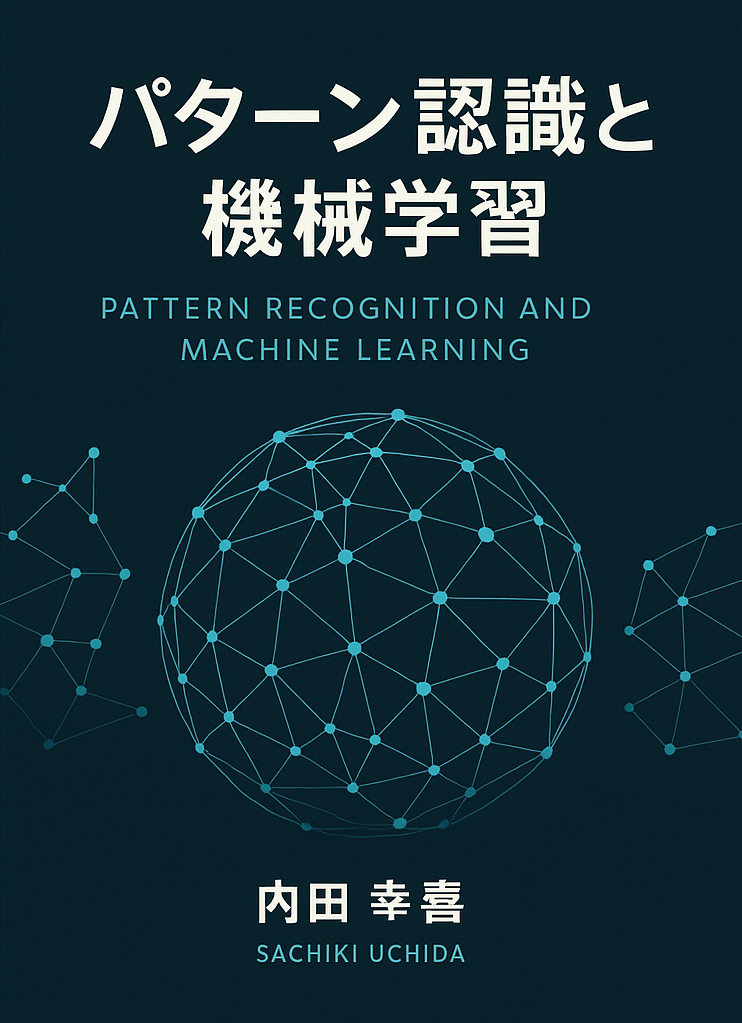 パターン認識と
機械学習
PATTERN RECOGNITION AND
MACHINE LEARNING
内田 幸喜
SACHIKI UCHIDA